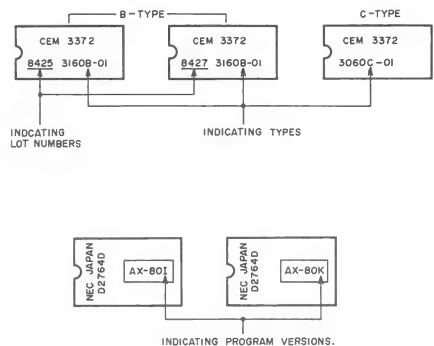 B-TYPE
C-TYPE
CEM 3372
8425 3160B-01
CEM 3372
8427 3160B-01
CEM 3372
3060C-01
INDCATING
LOT NUMBERS
INDICATING TYPES
NEC JAPAN
D2764D
AX-80I
NEC JAPAN
D2764D
AX-80K
INDICATING PROGRAM VERSIONS.